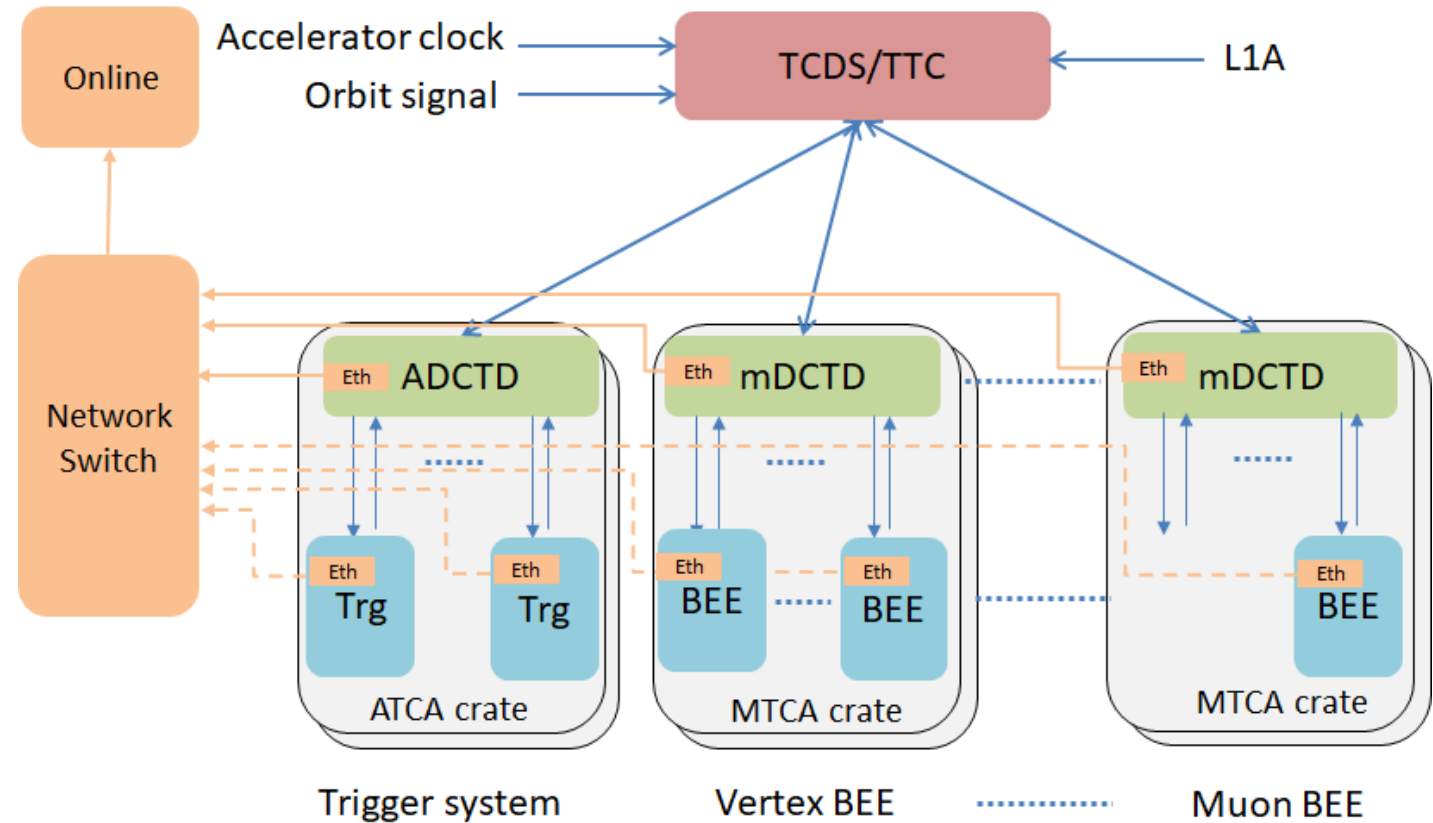 Online
Accelerator clock
Orbit signal
TCDS/TTC
L1A
Network
Switch
Eth
ADCTD
Eth
mDCTD
Eth
mDCTD
Eth
Trg
Eth
Trg
Eth
BEE
Eth
BEE
Eth
BEE
ATCA crate
MTCA crate
MTCA crate
Trigger system
Vertex BEE
Muon BEE